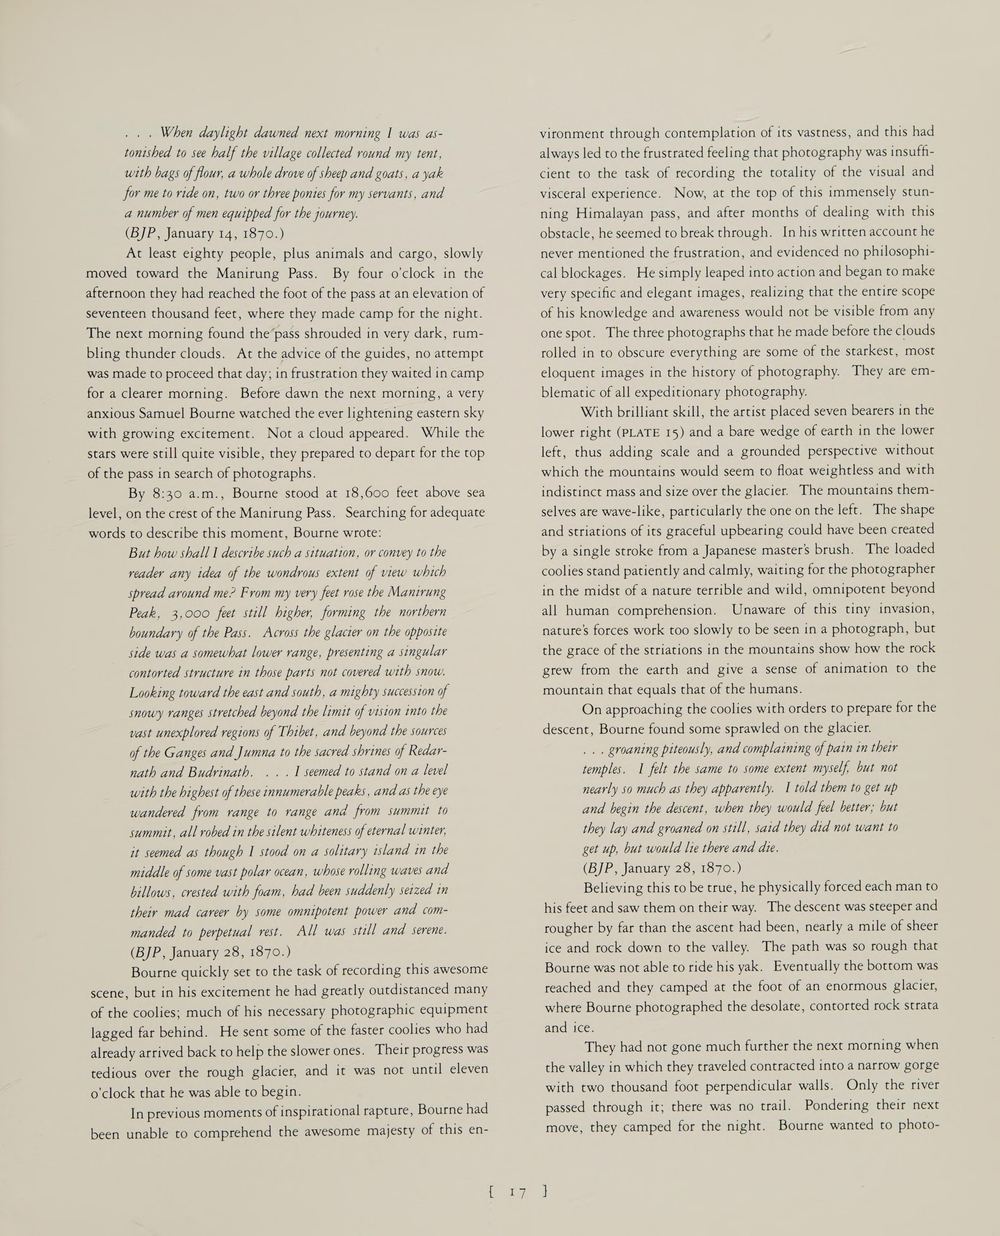 . . . When daylight dawned next morning I was as-
tonished to see half the village collected round my tent,
with bags of flour, a whole drove of sheep and goats, a yak
for me to ride on, two or three ponies for my servants, and
a number of men equipped for the journey.
(BJP, January 14, 1870.)
At least eighty people, plus animals and cargo, slowly
moved toward the Manirung Pass. By four o'clock in the
afternoon they had reached the foot of the pass at an elevation of
seventeen thousand feet, where they made camp for the night.
The next morning found the pass shrouded in very dark, rum-
bling thunder clouds. At the advice of the guides, no attempt
was made to proceed that day; in frustration they waited in camp
for a clearer morning. Before dawn the next morning, a very
anxious Samuel Bourne watched the ever lightening eastern sky
with growing excitement. Not a cloud appeared. While the
stars were still quite visible, they prepared to depart for the top
of the pass in search of photographs.
By 8:30 a.m., Bourne stood at 18,600 feet above sea
level, on the crest of the Manirung Pass. Searching for adequate
words to describe this moment, Bourne wrote:
But how shall I describe such a situation, or convey to the
reader any idea of the wondrous extent of view which
spread around me? From my very feet rose the Manirung
Peak, 3,000 feet still higher, forming the northern
boundary of the Pass. Across the glacier on the opposite
side was a somewhat lower range, presenting a singular
contorted structure in those parts not covered with snow.
Looking toward the east and south, a mighty succession of
snowy ranges stretched beyond the limit of vision into the
vast unexplored regions of Thibet, and beyond the sources
of the Ganges and Jumna to the sacred shrines of Redar-
nath and Budrinath. . . . I seemed to stand on a level
with the highest of these innumerable peaks, and as the eye
wandered from range to range and from summit to
summit, all robed in the silent whiteness of eternal winter,
it seemed as though I stood on a solitary island in the
middle of some vast polar ocean, whose rolling waves and
billows, crested with foam, had been suddenly seized in
their mad career by some omnipotent power and com-
manded to perpetual rest. All was still and serene.
(BJP, January 28, 1870.)
Bourne quickly set to the task of recording this awesome
scene, but in his excitement he had greatly outdistanced many
of the coolies; much of his necessary photographic equipment
lagged far behind. He sent some of the faster coolies who had
already arrived back to help the slower ones. Their progress was
tedious over the rough glacier, and it was not until eleven
o'clock that he was able to begin.
In previous moments of inspirational rapture, Bourne had
been unable to comprehend the awesome majesty of this en-
vironment through contemplation of its vastness, and this had
always led to the frustrated feeling that photography was insuffi-
cient to the task of recording the totality of the visual and
visceral experience. Now, at the top of this immensely stun-
ning Himalayan pass, and after months of dealing with this
obstacle, he seemed to break through. In his written account he
never mentioned the frustration, and evidenced no philosophi-
cal blockages. He simply leaped into action and began to make
very specific and elegant images, realizing that the entire scope
of his knowledge and awareness would not be visible from any
one spot. The three photographs that he made before the clouds
rolled in to obscure everything are some of the starkest, most
eloquent images in the history of photography. They are em-
blematic of all expeditionary photography.
With brilliant skill, the artist placed seven bearers in the
lower right (PLATE 15) and a bare wedge of earth in the lower
left, thus adding scale and a grounded perspective without
which the mountains would seem to float weightless and with
indistinct mass and size over the glacier. The mountains them-
selves are wave-like, particularly the one on the left. The shape
and striations of its graceful upbearing could have been created
by a single stroke from a Japanese master's brush. The loaded
coolies stand patiently and calmly, waiting for the photographer
in the midst of a nature terrible and wild, omnipotent beyond
all human comprehension. Unaware of this tiny invasion,
nature's forces work too slowly to be seen in a photograph, but
the grace of the striations in the mountains show how the rock
grew from the earth and give a sense of animation to the
mountain that equals that of the humans.
On approaching the coolies with orders to prepare for the
descent, Bourne found some sprawled on the glacier.
. . . groaning piteously, and complaining of pain in their
temples. I felt the same to some extent myself, but not
nearly so much as they apparently. I told them to get up
and begin the descent, when they would feel better; but
they lay and groaned on still, said they did not want to
get up, but would lie there and die.
(BJP, January 28, 1870.)
Believing this to be true, he physically forced each man to
his feet and saw them on their way. The descent was steeper and
rougher by far than the ascent had been, nearly a mile of sheer
ice and rock down to the valley. The path was so rough that
Bourne was not able to ride his yak. Eventually the bottom was
reached and they camped at the foot of an enormous glacier,
where Bourne photographed the desolate, contorted rock strata
and ice.
They had not gone much further the next morning when
the valley in which they traveled contracted into a narrow gorge
with two thousand foot perpendicular walls. Only the river
passed through it; there was no trail. Pondering their next
move, they camped for the night. Bourne wanted to photo-
[ 17 ]